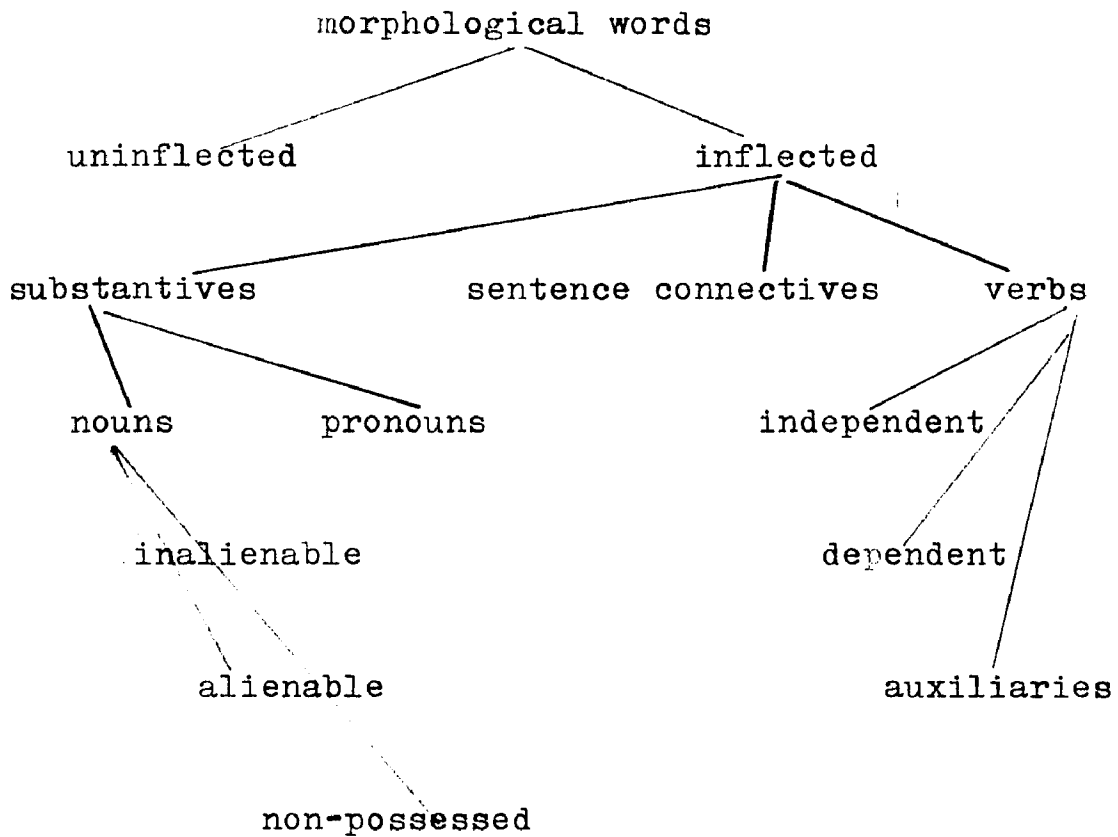 morphological words
uninflected inflected
substantives sentence connectives verbs
nouns pronouns independent
inalienable dependent
alienable auxiliaries
non-possessed